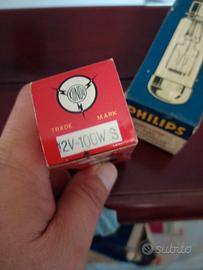 TRADE MARK
12V-100W S
PHILIPS
subito